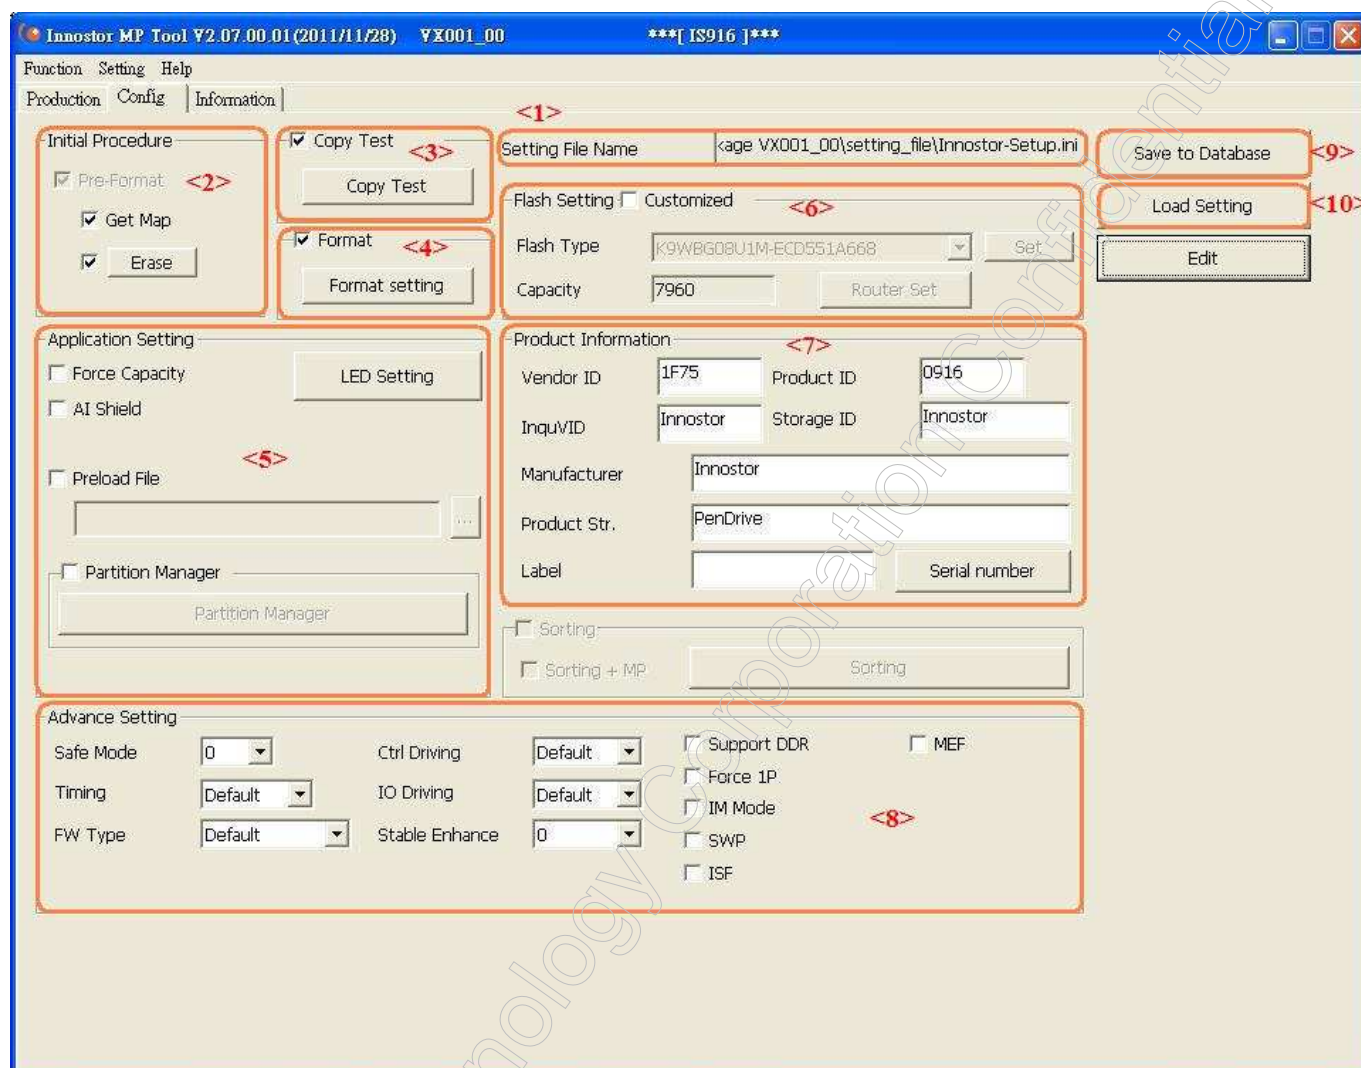 Innostor MP Tool V2.07.00.01(2011/11/28) VX001_00 ***[ IS916 ]***
Function Setting Help
Production Config Information
<1>
Initial Procedure
Pre-Format <2>
Get Map
Erase
Copy Test <3>
Copy Test
Format <4>
Format setting
Setting File Name <age VX001_00\setting_file\Innostor-Setup.ini
Save to Database <9>
Load Setting <10>
Edit
Flash Setting Customized <6>
Flash Type K9WBG08U1M-ECD551A668 Set
Capacity 7960 Router Set
Application Setting
Force Capacity LED Setting
AI Shield
<5>
Preload File
...
Partition Manager
Partition Manager
Product Information <7>
Vendor ID 1F75 Product ID 0916
InquVID Innostor Storage ID Innostor
Manufacturer Innostor
Product Str. PenDrive
Label Serial number
Sorting
Sorting + MP Sorting
Advance Setting
Safe Mode 0 Ctrl Driving Default Support DDR MEF
Timing Default IO Driving Default Force 1P
IM Mode <8>
FW Type Default Stable Enhance 0 SWP
ISF
nology Corporation Confidential